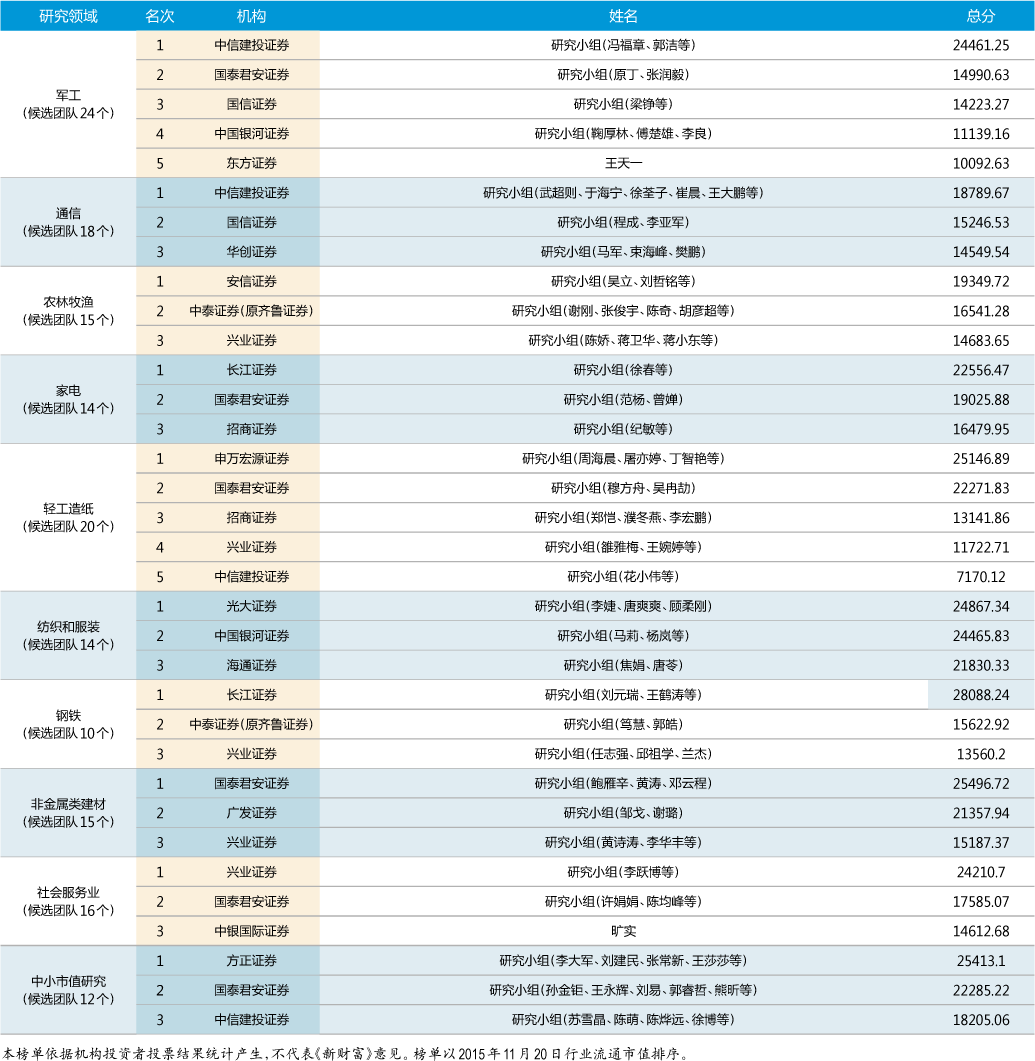 研究领域 名次 机构 姓名 总分
军工
(候选团队24个)
1 中信建投证券 研究小组(冯福章、郭洁等) 24461.25
2 国泰君安证券 研究小组(原丁、张润毅) 14990.63
3 国信证券 研究小组(梁铮等) 14223.27
4 中国银河证券 研究小组(鞠厚林、傅楚雄、李良) 11139.16
5 东方证券 王天一 10092.63
通信
(候选团队18个)
1 中信建投证券 研究小组(武超则、于海宁、徐荃子、崔晨、王大鹏等) 18789.67
2 国信证券 研究小组(程成、李亚军) 15246.53
3 华创证券 研究小组(马军、束海峰、樊鹏) 14549.54
农林牧渔
(候选团队15个)
1 安信证券 研究小组(吴立、刘哲铭等) 19349.72
2 中泰证券(原齐鲁证券) 研究小组(谢刚、张俊宇、陈奇、胡彦超等) 16541.28
3 兴业证券 研究小组(陈娇、蒋卫华、蒋小东等) 14683.65
家电
(候选团队14个)
1 长江证券 研究小组(徐春等) 22556.47
2 国泰君安证券 研究小组(范杨、曾婵) 19025.88
3 招商证券 研究小组(纪敏等) 16479.95
轻工造纸
(候选团队20个)
1 申万宏源证券 研究小组(周海晨、屠亦婷、丁智艳等) 25146.89
2 国泰君安证券 研究小组(穆方舟、吴冉劼) 22271.83
3 招商证券 研究小组(郑恺、濮冬燕、李宏鹏) 13141.86
4 兴业证券 研究小组(雒雅梅、王婉婷等) 11722.71
5 中信建投证券 研究小组(花小伟等) 7170.12
纺织和服装
(候选团队14个)
1 光大证券 研究小组(李婕、唐爽爽、顾柔刚) 24867.34
2 中国银河证券 研究小组(马莉、杨岚等) 24465.83
3 海通证券 研究小组(焦娟、唐苓) 21830.33
钢铁
(候选团队10个)
1 长江证券 研究小组(刘元瑞、王鹤涛等) 28088.24
2 中泰证券(原齐鲁证券) 研究小组(笃慧、郭皓) 15622.92
3 兴业证券 研究小组(任志强、邱祖学、兰杰) 13560.2
非金属类建材
(候选团队15个)
1 国泰君安证券 研究小组(鲍雁辛、黄涛、邓云程) 25496.72
2 广发证券 研究小组(邹戈、谢璐) 21357.94
3 兴业证券 研究小组(黄诗涛、李华丰等) 15187.37
社会服务业
(候选团队16个)
1 兴业证券 研究小组(李跃博等) 24210.7
2 国泰君安证券 研究小组(许娟娟、陈均峰等) 17585.07
3 中银国际证券 旷实 14612.68
中小市值研究
(候选团队12个)
1 方正证券 研究小组(李大军、刘建民、张常新、王莎莎等) 25413.1
2 国泰君安证券 研究小组(孙金钜、王永辉、刘易、郭睿哲、熊昕等) 22285.22
3 中信建投证券 研究小组(苏雪晶、陈萌、陈烨远、徐博等) 18205.06
本榜单依据机构投资者投票结果统计产生,不代表《新财富》意见。榜单以2015年11月20日行业流通市值排序。